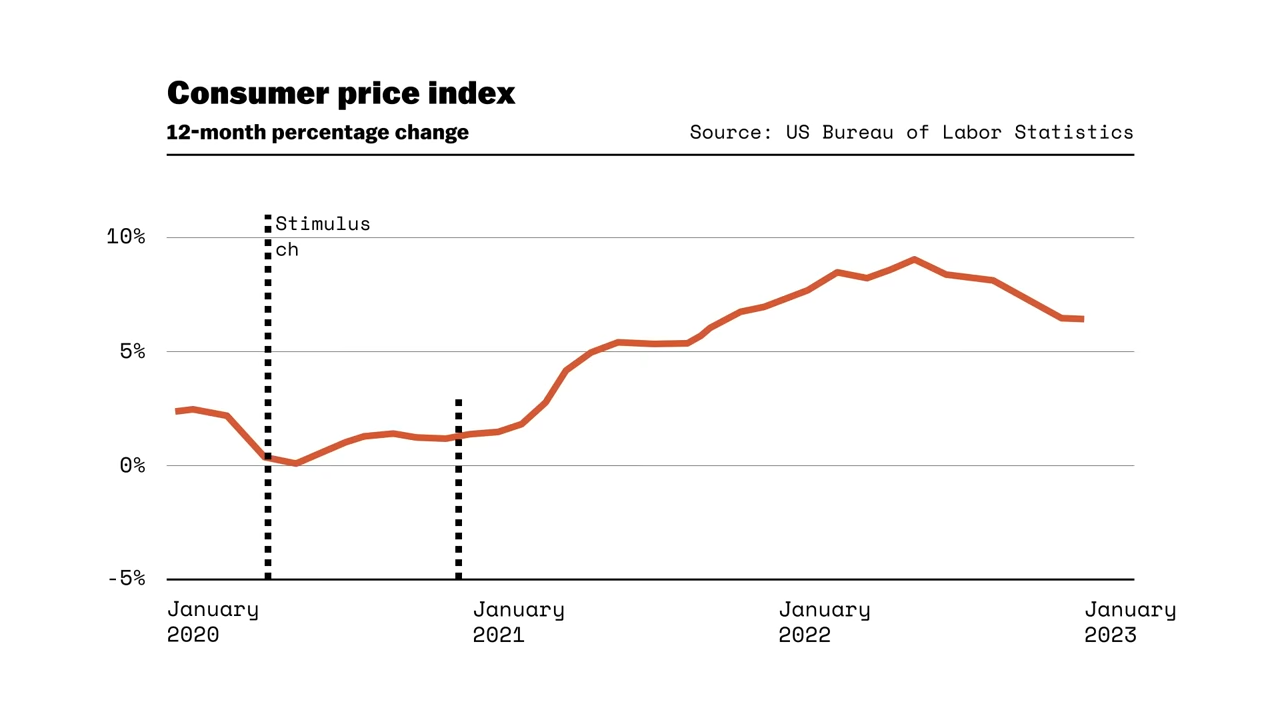 Consumer price index
12-month percentage change
Source: US Bureau of Labor Statistics
Stimulus
ch
10%
5%
0%
-5%
January
2020
January
2021
January
2022
January
2023